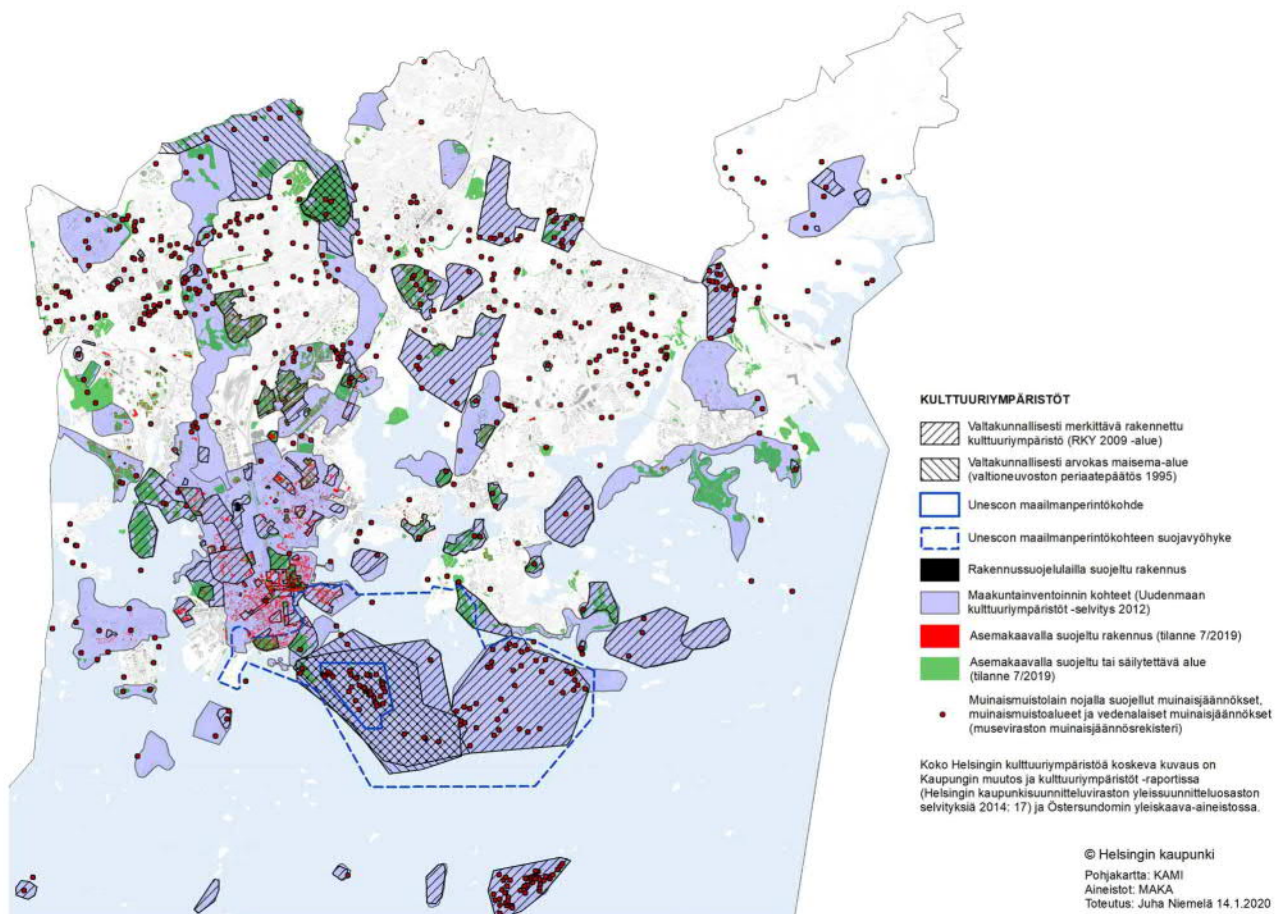 KULTTUURIYMPÄRISTÖT
Valtakunnallisesti merkittävä rakennettu
kulttuuriympäristö (RKY 2009 -alue)
Valtakunnallisesti arvokas maisema-alue
(valtioneuvoston periaatepäätös 1995)
Unescon maailmanperintökohde
Unescon maailmanperintökohteen suojavyöhyke
Rakennussuojelulailla suojeltu rakennus
Maakuntainventoinnin kohteet (Uudenmaan
kulttuuriympäristöt -selvitys 2012)
Asemakaavalla suojeltu rakennus (tilanne 7/2019)
Asemakaavalla suojeltu tai säilytettävä alue
(tilanne 7/2019)
Muinaismuistolain nojalla suojellut muinaisjäännökset,
muinaismuistoalueet ja vedenalaiset muinaisjäännökset
(museviraston muinaisjäännösrekisteri)
Koko Helsingin kulttuuriympäristöä koskeva kuvaus on
Kaupungin muutos ja kulttuuriympäristöt -raportissa
(Helsingin kaupunkisuunnitteluviraston yleissuunnitteluosaston
selvityksiä 2014: 17) ja Östersundomin yleiskaava-aineistossa.
© Helsingin kaupunki
Pohjakartta: KAMI
Aineistot: MAKA
Toteutus: Juha Niemelä 14.1.2020